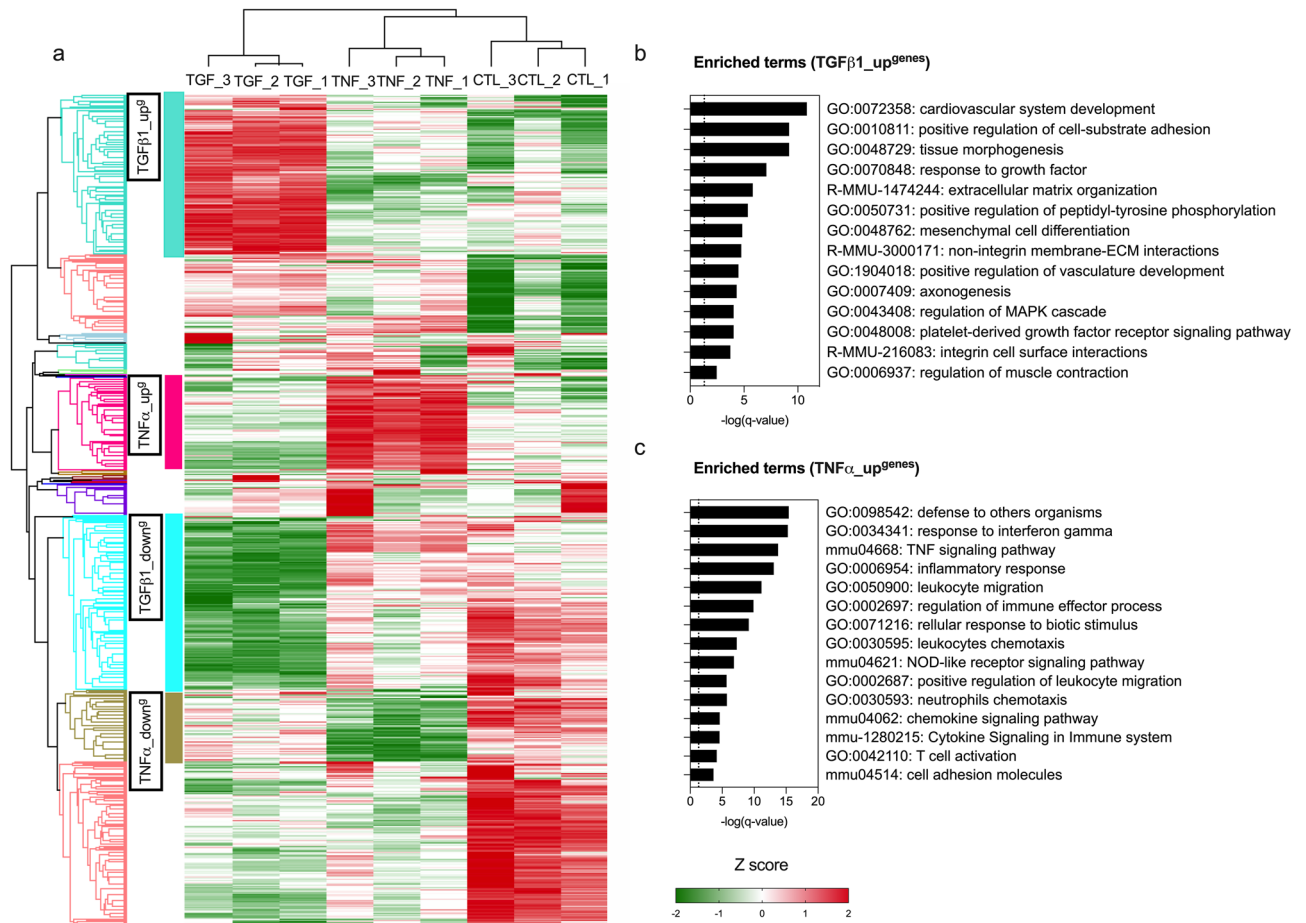 a
TGF_3 TGF_2 TGF_1 TNF_3 TNF_2 TNF_1 CTL_3 CTL_2 CTL_1
TGFβ1_up^g
TNFα_up^g
TGFβ1_down^g
TNFα_down^g
b
Enriched terms (TGFβ1_up^genes)
GO:0072358: cardiovascular system development
GO:0010811: positive regulation of cell-substrate adhesion
GO:0048729: tissue morphogenesis
GO:0070848: response to growth factor
R-MMU-1474244: extracellular matrix organization
GO:0050731: positive regulation of peptidyl-tyrosine phosphorylation
GO:0048762: mesenchymal cell differentiation
R-MMU-3000171: non-integrin membrane-ECM interactions
GO:1904018: positive regulation of vasculature development
GO:0007409: axonogenesis
GO:0043408: regulation of MAPK cascade
GO:0048008: platelet-derived growth factor receptor signaling pathway
R-MMU-216083: integrin cell surface interactions
GO:0006937: regulation of muscle contraction
0 5 10
-log(q-value)
c
Enriched terms (TNFα_up^genes)
GO:0098542: defense to others organisms
GO:0034341: response to interferon gamma
mmu04668: TNF signaling pathway
GO:0006954: inflammatory response
GO:0050900: leukocyte migration
GO:0002697: regulation of immune effector process
GO:0071216: rellular response to biotic stimulus
GO:0030595: leukocytes chemotaxis
mmu04621: NOD-like receptor signaling pathway
GO:0002687: positive regulation of leukocyte migration
GO:0030593: neutrophils chemotaxis
mmu04062: chemokine signaling pathway
mmu-1280215: Cytokine Signaling in Immune system
GO:0042110: T cell activation
mmu04514: cell adhesion molecules
0 5 10 15 20
-log(q-value)
Z score
-2 -1 0 1 2